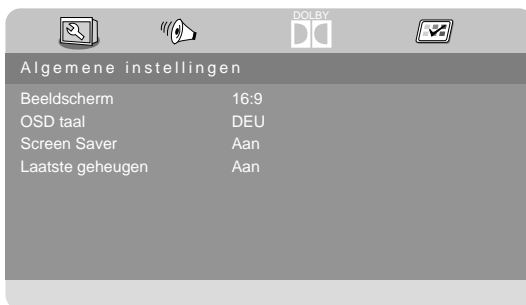 DOLBY
Algemene instellingen
Beeldscherm 16:9
OSD taal DEU
Screen Saver Aan
Laatste geheugen Aan